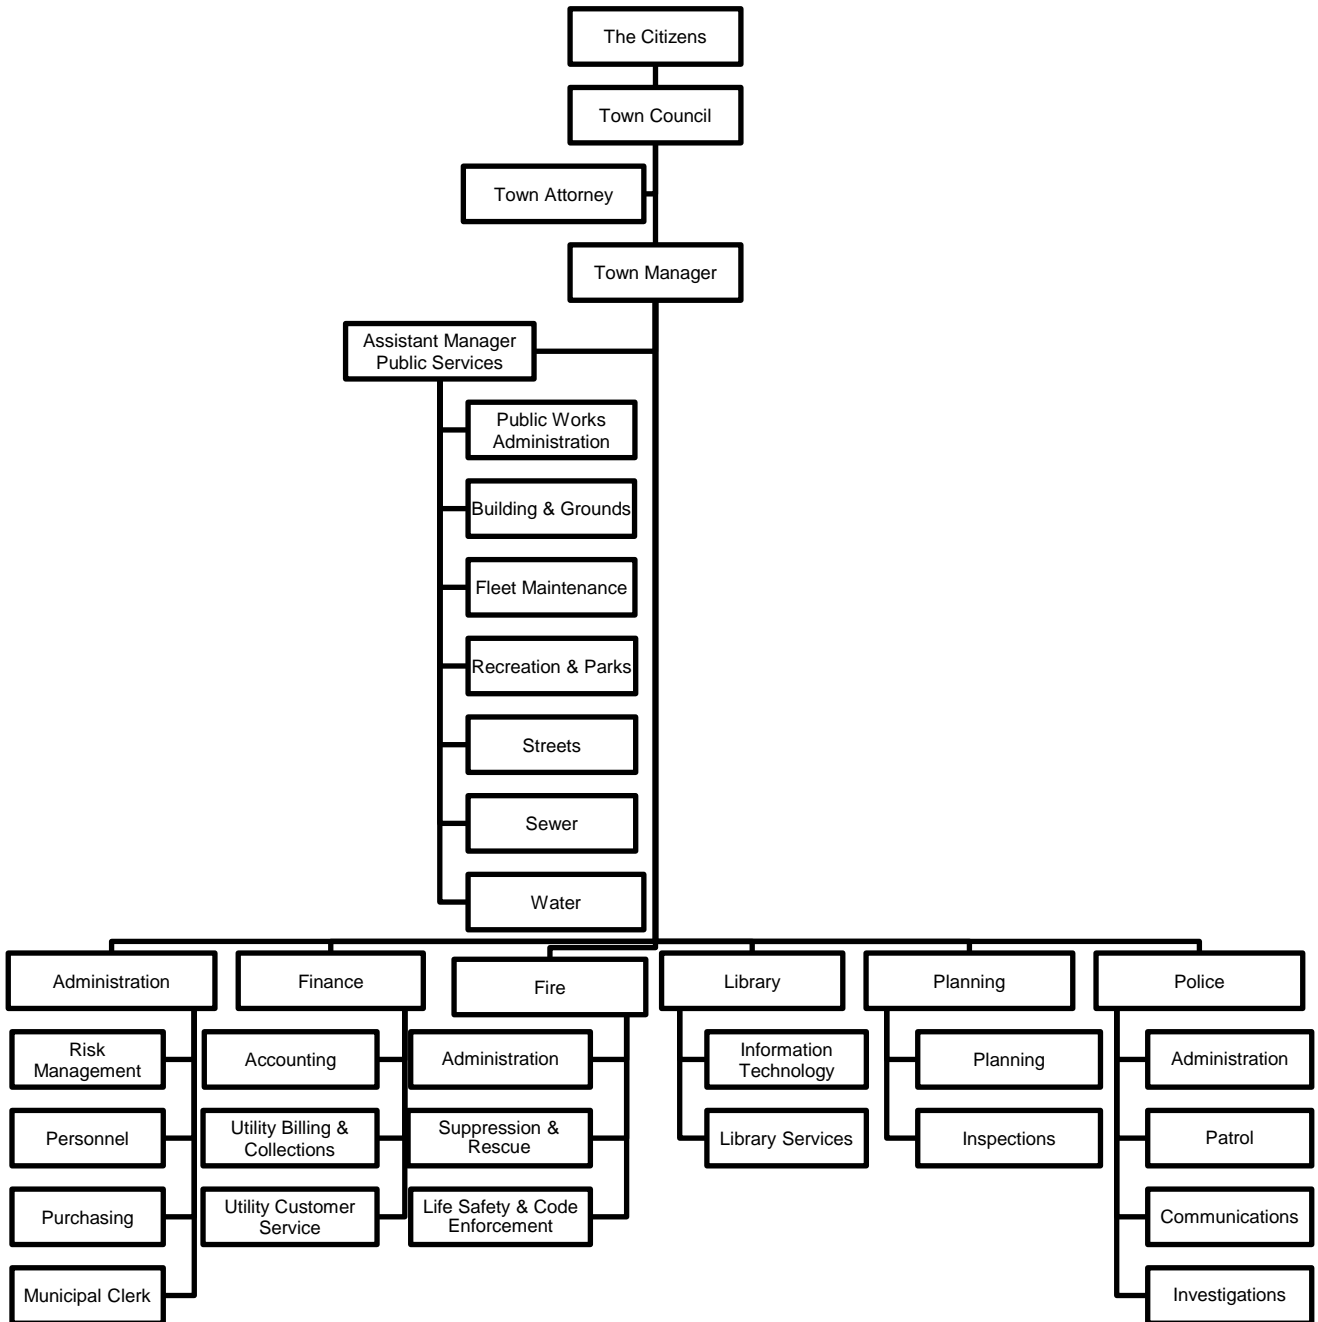 The Citizens
Town Council
Town Attorney
Town Manager
Assistant Manager
Public Services
Public Works
Administration
Building & Grounds
Fleet Maintenance
Recreation & Parks
Streets
Sewer
Water
Administration
Risk
Management
Personnel
Purchasing
Municipal Clerk
Finance
Accounting
Utility Billing &
Collections
Utility Customer
Service
Fire
Administration
Suppression &
Rescue
Life Safety & Code
Enforcement
Library
Information
Technology
Library Services
Planning
Planning
Inspections
Police
Administration
Patrol
Communications
Investigations